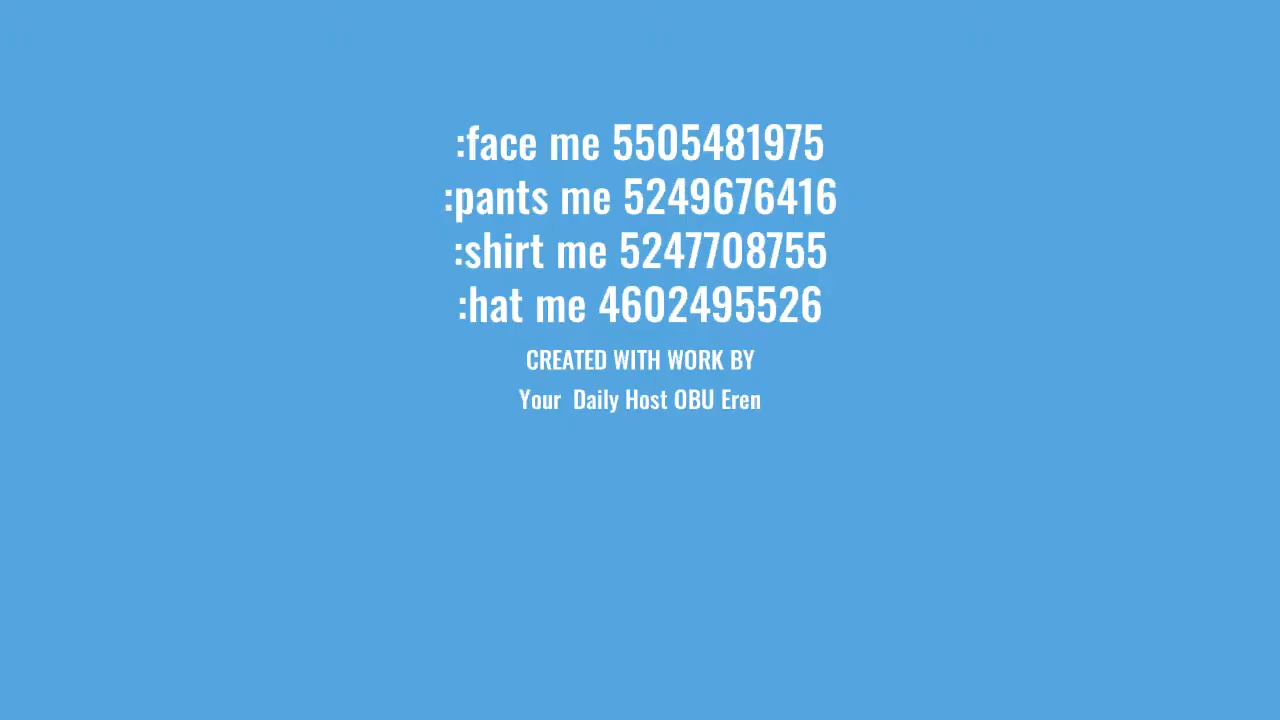 :face me 5505481975
:pants me 5249676416
:shirt me 5247708755
:hat me 4602495526
CREATED WITH WORK BY
Your  Daily Host OBU Eren